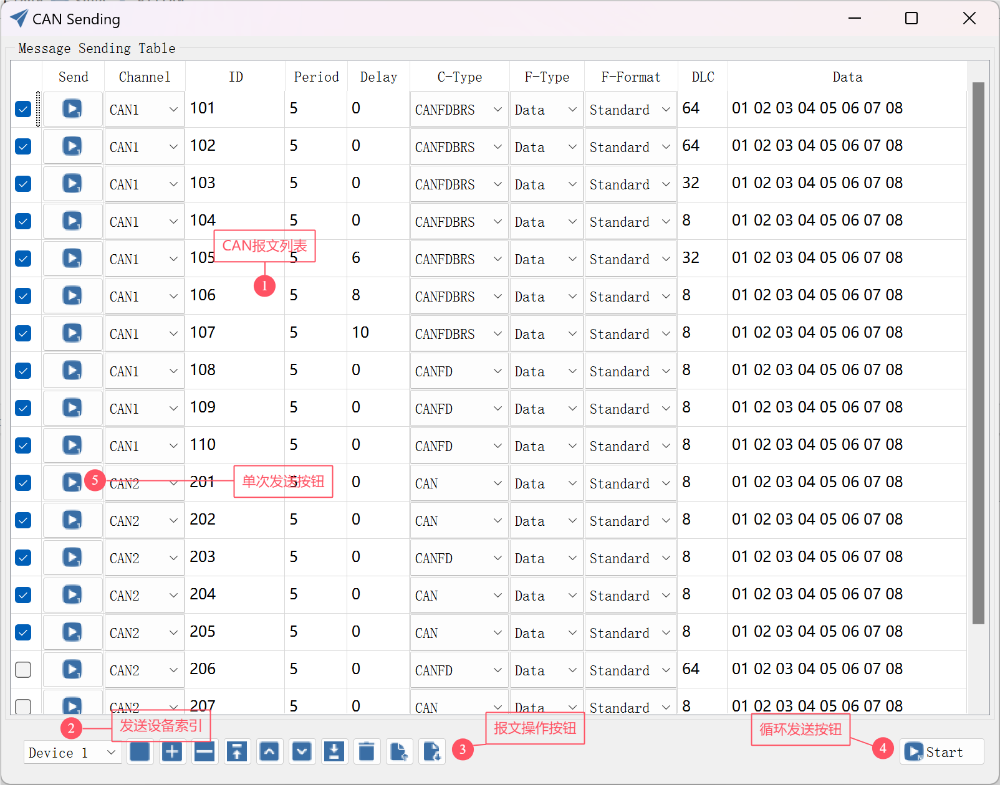 CAN Sending
Message Sending Table
Send Channel ID Period Delay C-Type F-Type F-Format DLC Data
CAN1 101 5 0 CANFDBRS Data Standard 64 01 02 03 04 05 06 07 08
CAN1 102 5 0 CANFDBRS Data Standard 64 01 02 03 04 05 06 07 08
CAN1 103 5 0 CANFDBRS Data Standard 32 01 02 03 04 05 06 07 08
CAN1 104 5 0 CANFDBRS Data Standard 8 01 02 03 04 05 06 07 08
CAN报文列表
CAN1 105 5 6 CANFDBRS Data Standard 32 01 02 03 04 05 06 07 08
1
CAN1 106 5 8 CANFDBRS Data Standard 8 01 02 03 04 05 06 07 08
CAN1 107 5 10 CANFDBRS Data Standard 8 01 02 03 04 05 06 07 08
CAN1 108 5 0 CANFD Data Standard 8 01 02 03 04 05 06 07 08
CAN1 109 5 0 CANFD Data Standard 8 01 02 03 04 05 06 07 08
CAN1 110 5 0 CANFD Data Standard 8 01 02 03 04 05 06 07 08
5 单次发送按钮
CAN2 201 5 0 CAN Data Standard 8 01 02 03 04 05 06 07 08
CAN2 202 5 0 CAN Data Standard 8 01 02 03 04 05 06 07 08
CAN2 203 5 0 CANFD Data Standard 8 01 02 03 04 05 06 07 08
CAN2 204 5 0 CAN Data Standard 8 01 02 03 04 05 06 07 08
CAN2 205 5 0 CAN Data Standard 8 01 02 03 04 05 06 07 08
CAN2 206 5 0 CANFD Data Standard 64 01 02 03 04 05 06 07 08
CAN2 207 5 0 CAN Data Standard 8 01 02 03 04 05 06 07 08
2 发送设备索引
报文操作按钮 3
循环发送按钮 4
Device 1
Start